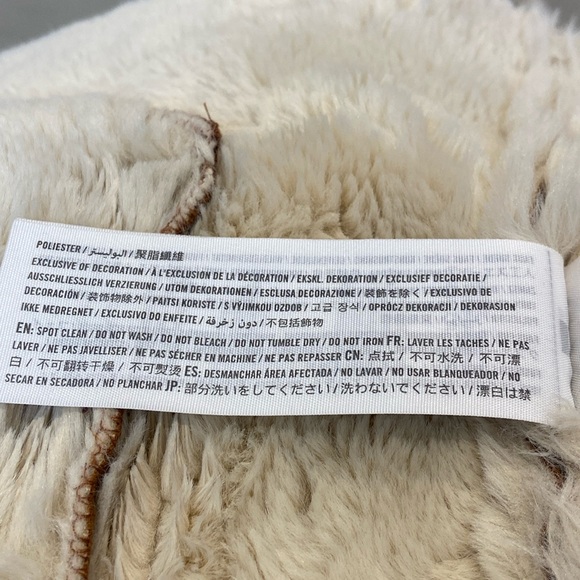 POLIESTER / البوليستر / 聚脂纖維
EXCLUSIVE OF DECORATION / À L'EXCLUSION DE LA DÉCORATION / EKSKL. DEKORATION / EXCLUSIEF DECORATIE /
AUSSCHLIESSLICH VERZIERUNG / UTOM DEKORATIONEN / ESCLUSA DECORAZIONE / 装飾を除く / EXCLUSIVO DE
DECORACIÓN / 装饰物除外 / PAITSI KORISTE / S VÝJIMKOU OZDOB / 고급 장식 / OPRÓCZ DEKORACJI / DEKORASJON
IKKE MEDREGNET / EXCLUSIVO DO ENFEITE / دون زخرفة / 不包括飾物
EN: SPOT CLEAN / DO NOT WASH / DO NOT BLEACH / DO NOT TUMBLE DRY / DO NOT IRON FR: LAVER LES TACHES / NE PAS
LAVER / NE PAS JAVELLISER / NE PAS SÉCHER EN MACHINE / NE PAS REPASSER CN: 点拭 / 不可水洗 / 不可漂
白 / 不可翻转干燥 / 不可熨烫 ES: DESMANCHAR ÁREA AFECTADA / NO LAVAR / NO USAR BLANQUEADOR / NO
SECAR EN SECADORA / NO PLANCHAR JP: 部分洗いをしてください / 洗わないでください / 漂白は禁